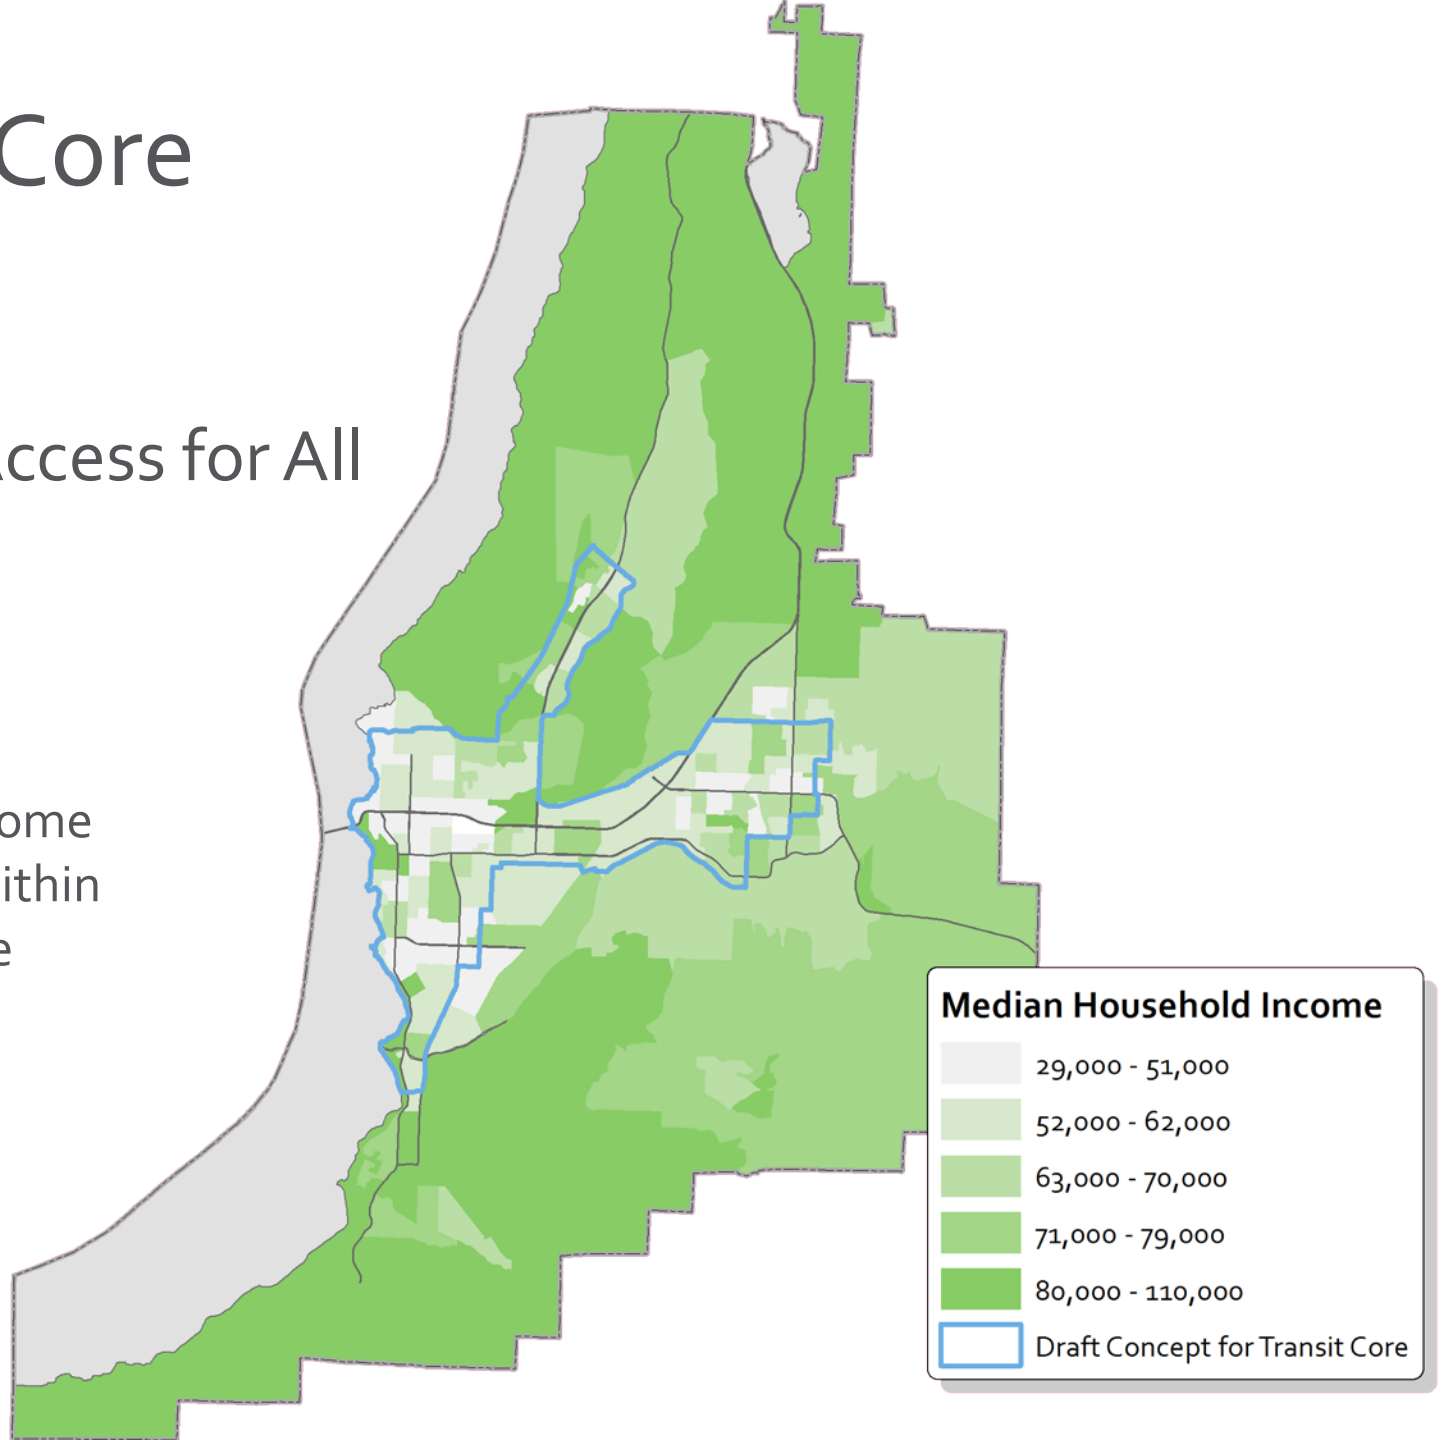 Core
ccess for All
ome
ithin
e
Median Household Income
29,000 - 51,000
52,000 - 62,000
63,000 - 70,000
71,000 - 79,000
80,000 - 110,000
Draft Concept for Transit Core